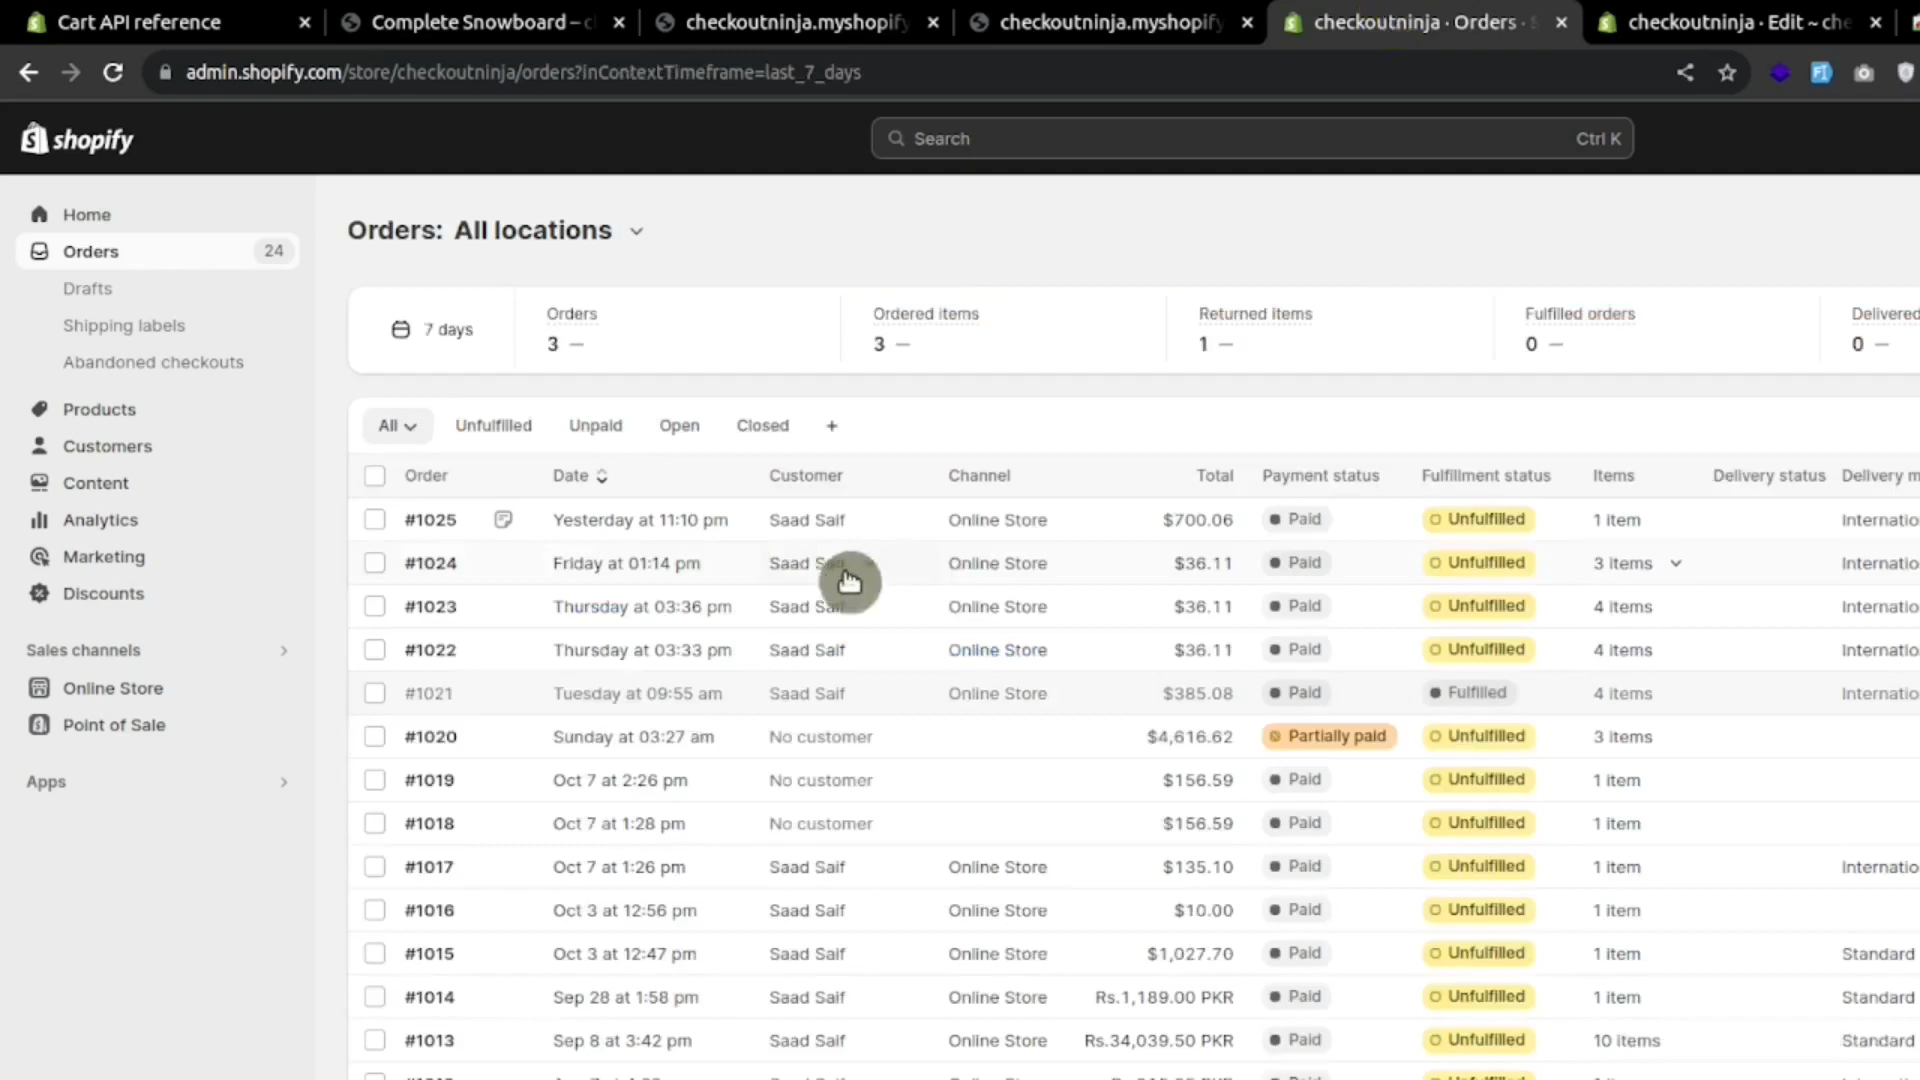 Cart API reference
Complete Snowboard – c
checkoutninja.myshopify
checkoutninja.myshopify
checkoutninja · Orders ·
checkoutninja · Edit ~ che
admin.shopify.com/store/checkoutninja/orders?inContextTimeframe=last_7_days
shopify
Search
Ctrl K
Home
Orders 24
Drafts
Shipping labels
Abandoned checkouts
Products
Customers
Content
Analytics
Marketing
Discounts
Sales channels
Online Store
Point of Sale
Apps
Orders: All locations
7 days
Orders
3 —
Ordered items
3 —
Returned items
1 —
Fulfilled orders
0 —
Delivered
0 —
All Unfulfilled Unpaid Open Closed +
Order Date Customer Channel Total Payment status Fulfillment status Items Delivery status Delivery m
#1025 Yesterday at 11:10 pm Saad Saif Online Store $700.06 Paid Unfulfilled 1 item Internatio
#1024 Friday at 01:14 pm Saad Online Store $36.11 Paid Unfulfilled 3 items Internatio
#1023 Thursday at 03:36 pm Saad Saif Online Store $36.11 Paid Unfulfilled 4 items Internatio
#1022 Thursday at 03:33 pm Saad Saif Online Store $36.11 Paid Unfulfilled 4 items Internatio
#1021 Tuesday at 09:55 am Saad Saif Online Store $385.08 Paid Fulfilled 4 items Internatio
#1020 Sunday at 03:27 am No customer $4,616.62 Partially paid Unfulfilled 3 items
#1019 Oct 7 at 2:26 pm No customer $156.59 Paid Unfulfilled 1 item
#1018 Oct 7 at 1:28 pm No customer $156.59 Paid Unfulfilled 1 item
#1017 Oct 7 at 1:26 pm Saad Saif Online Store $135.10 Paid Unfulfilled 1 item Internatio
#1016 Oct 3 at 12:56 pm Saad Saif Online Store $10.00 Paid Unfulfilled 1 item
#1015 Oct 3 at 12:47 pm Saad Saif Online Store $1,027.70 Paid Unfulfilled 1 item Standard
#1014 Sep 28 at 1:58 pm Saad Saif Online Store Rs.1,189.00 PKR Paid Unfulfilled 1 item Standard
#1013 Sep 8 at 3:42 pm Saad Saif Online Store Rs.34,039.50 PKR Paid Unfulfilled 10 items Standard